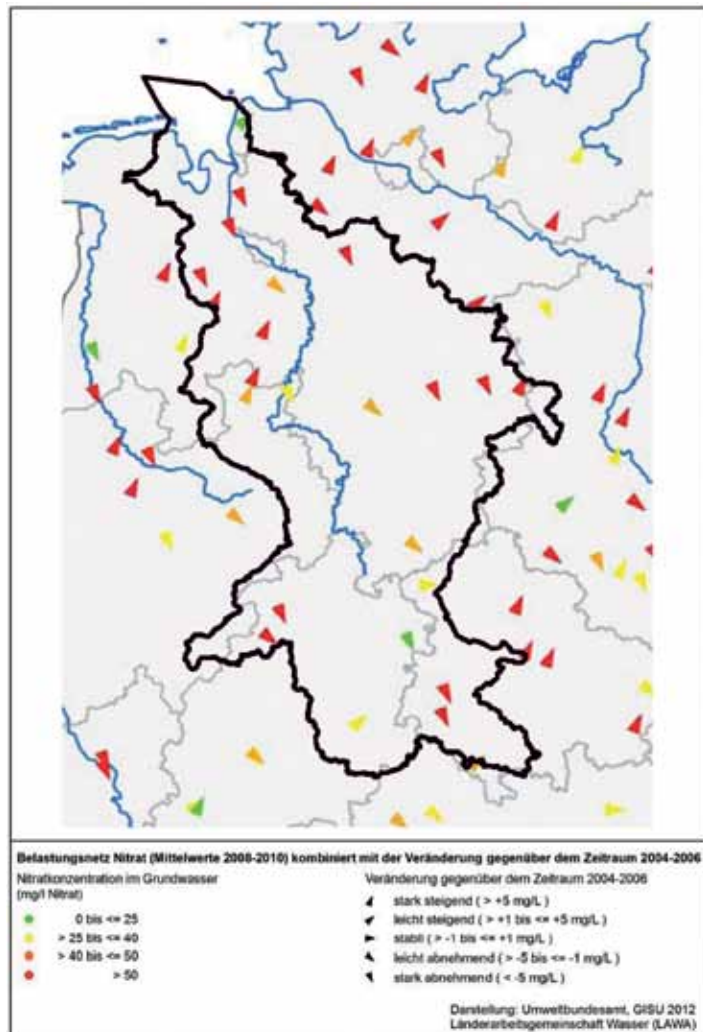 Belastungsnetz Nitrat (Mittelwerte 2008-2010) kombiniert mit der Veränderung gegenüber dem Zeitraum 2004-2006
Nitratkonzentration im Grundwasser
(mg/l Nitrat)
0 bis <= 25
> 25 bis <= 40
> 40 bis <= 50
> 50
Veränderung gegenüber dem Zeitraum 2004-2006
stark steigend ( > +5 mg/L )
leicht steigend ( > +1 bis <= +5 mg/L )
stabil ( > -1 bis <= +1 mg/L )
leicht abnehmend ( > -5 bis <= -1 mg/L )
stark abnehmend ( < -5 mg/L )
Darstellung: Umweltbundesamt, GISU 2012
Länderarbeitsgemeinschaft Wasser (LAWA)